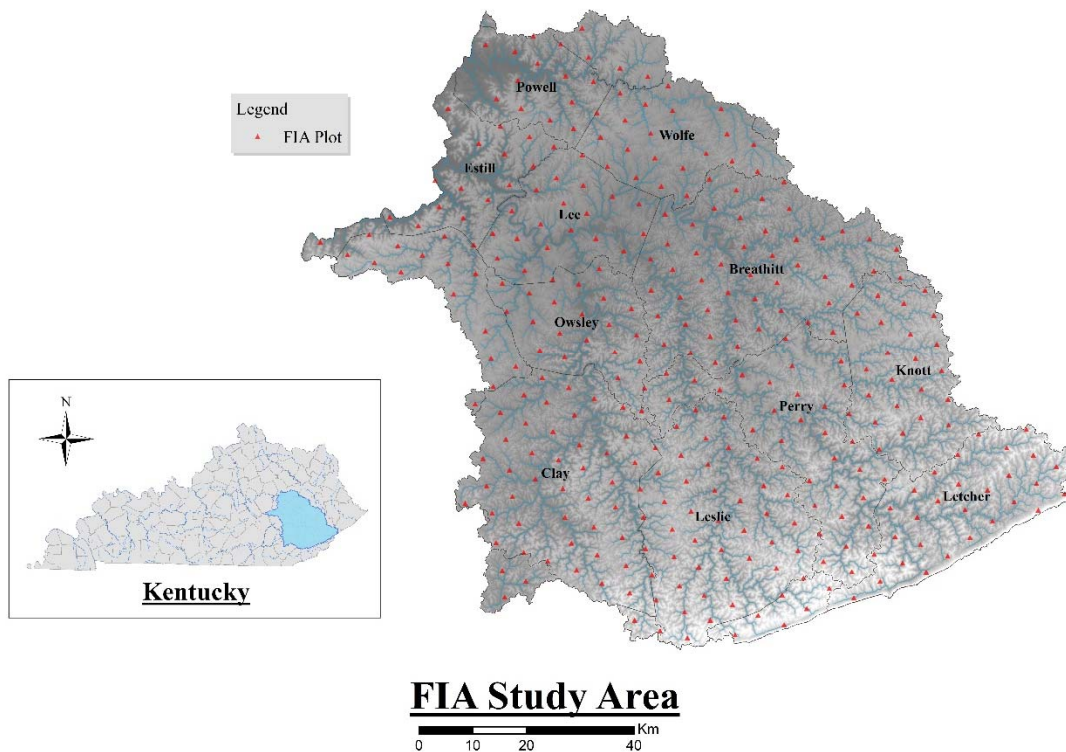 Legend
FIA Plot
Powell
Wolfe
Estill
Lee
Breathitt
Owsley
Knott
Perry
Clay
Leslie
Letcher
N
Kentucky
FIA Study Area
Km
0 10 20 40